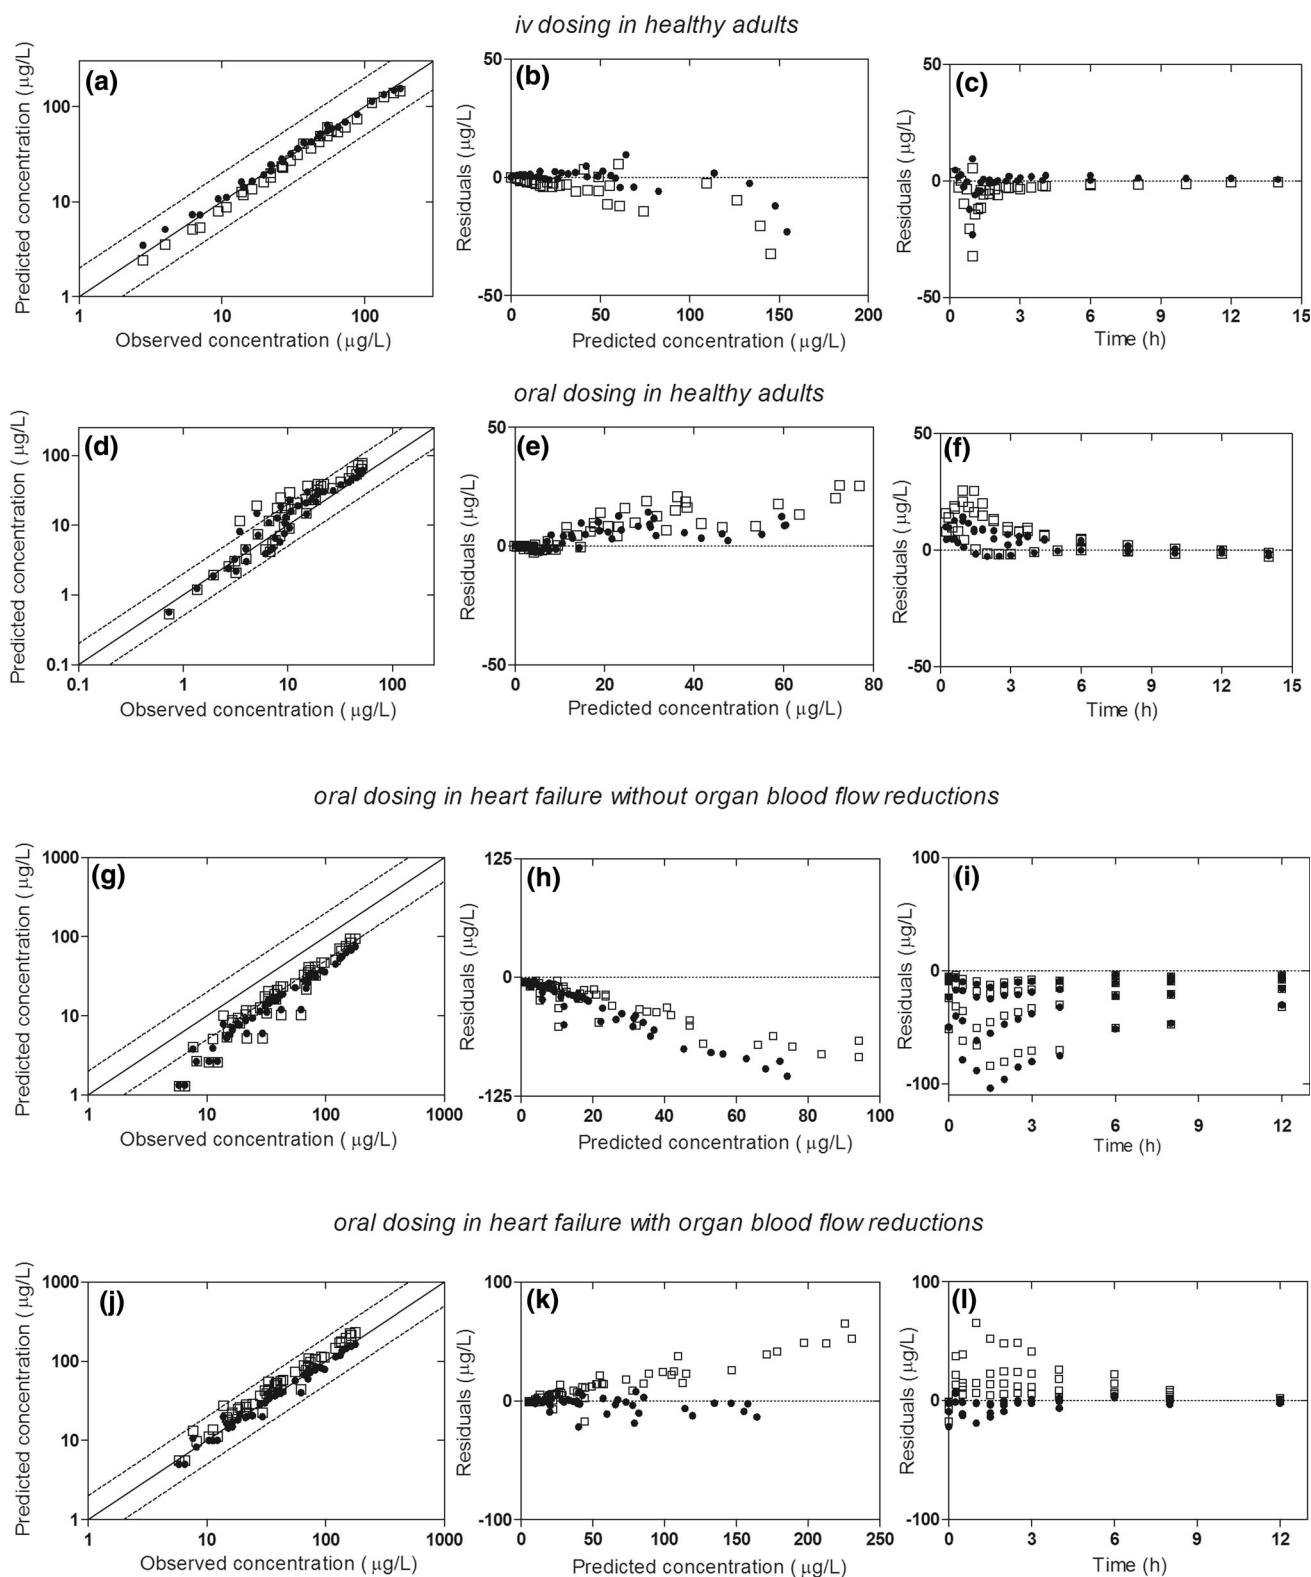 iv dosing in healthy adults
(a)
Predicted concentration (μg/L)
100
10
1
1 10 100
Observed concentration (μg/L)
(b)
Residuals (μg/L)
50
0
-50
0 50 100 150 200
Predicted concentration (μg/L)
(c)
Residuals (μg/L)
50
0
-50
0 3 6 9 12 15
Time (h)
oral dosing in healthy adults
(d)
Predicted concentration (μg/L)
100
10
1
0.1
0.1 1 10 100
Observed concentration (μg/L)
(e)
Residuals (μg/L)
50
0
-50
0 20 40 60 80
Predicted concentration (μg/L)
(f)
Residuals (μg/L)
50
0
-50
0 3 6 9 12 15
Time (h)
oral dosing in heart failure without organ blood flow reductions
(g)
Predicted concentration (μg/L)
1000
100
10
1
1 10 100 1000
Observed concentration (μg/L)
(h)
Residuals (μg/L)
125
0
-125
0 20 40 60 80 100
Predicted concentration (μg/L)
(i)
Residuals (μg/L)
100
0
-100
0 3 6 9 12
Time (h)
oral dosing in heart failure with organ blood flow reductions
(j)
Predicted concentration (μg/L)
1000
100
10
1
1 10 100 1000
Observed concentration (μg/L)
(k)
Residuals (μg/L)
100
0
-100
0 50 100 150 200 250
Predicted concentration (μg/L)
(l)
Residuals (μg/L)
100
0
-100
0 3 6 9 12
Time (h)